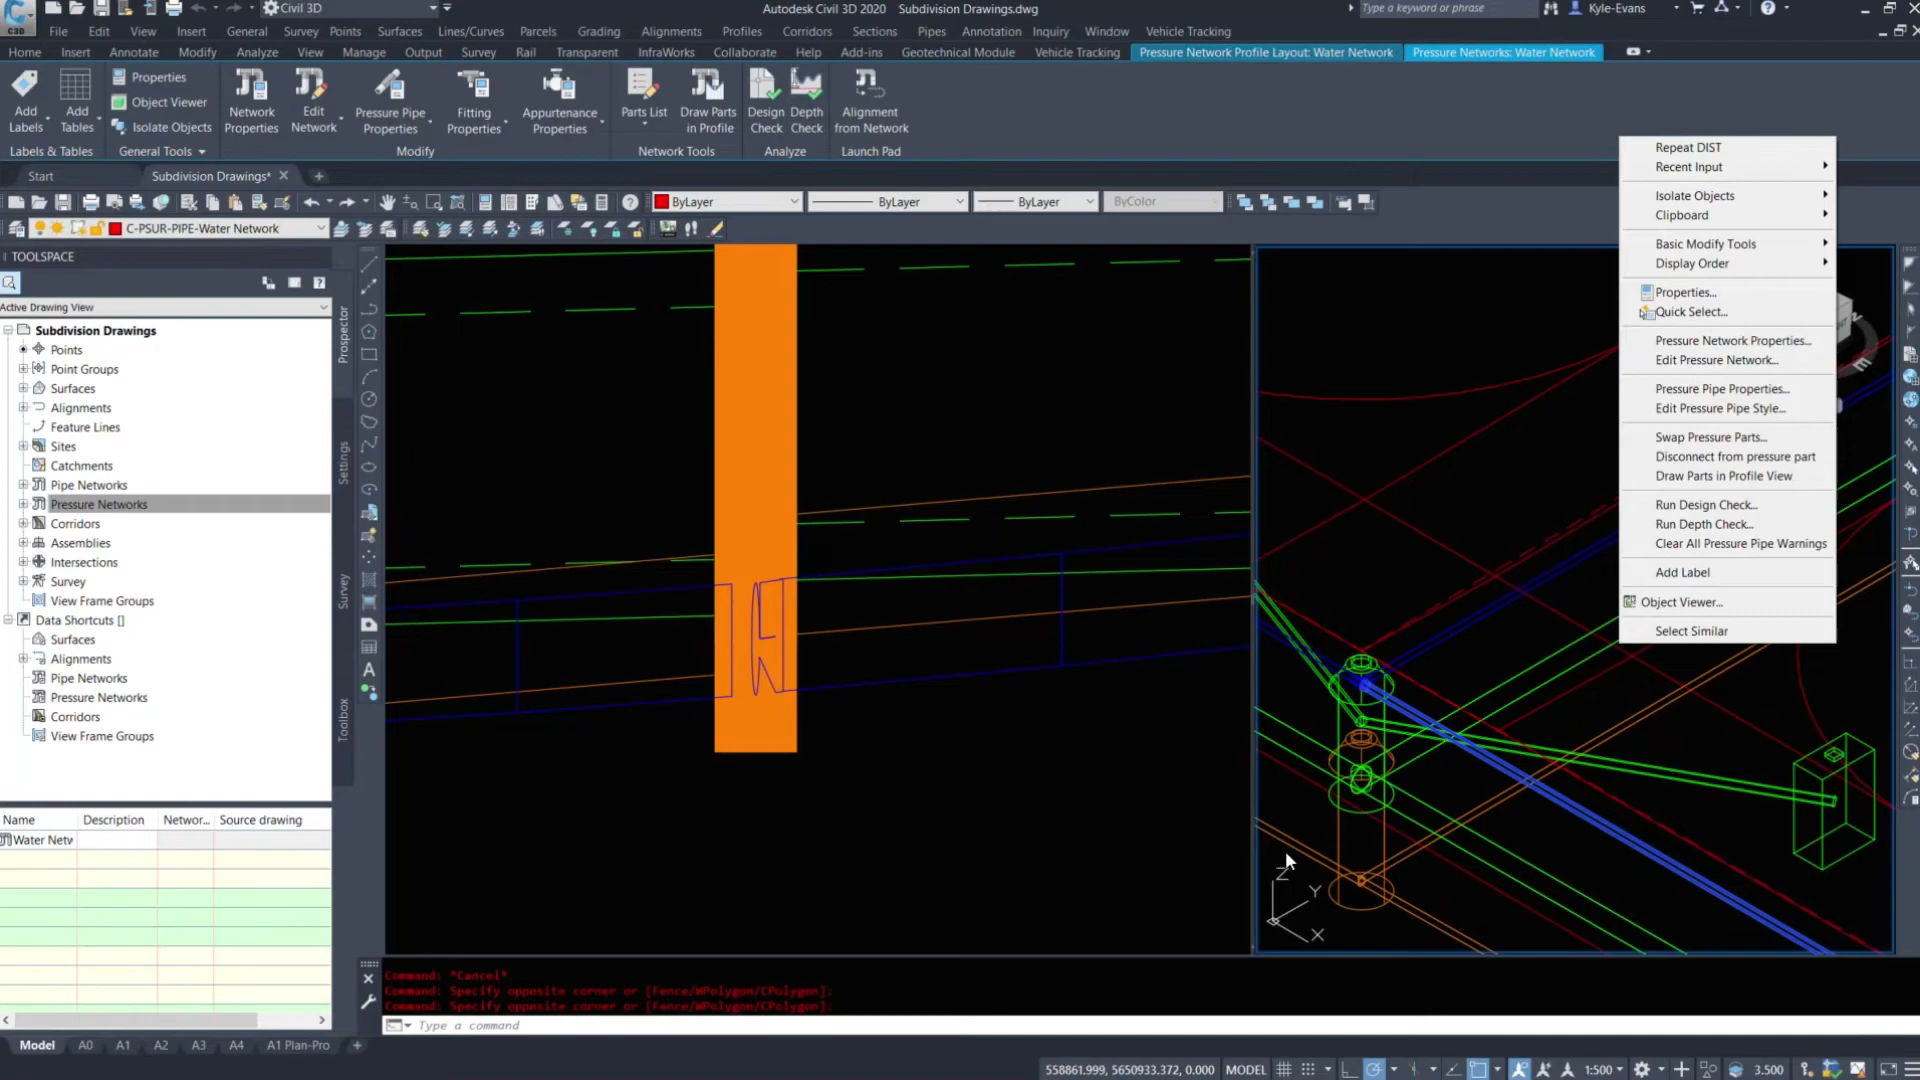 Civil 3D
Autodesk Civil 3D 2020 Subdivision Drawings.dwg
Type a keyword or phrase
Kyle-Evans
C3D
File Edit View Insert General Survey Points Surfaces Lines/Curves Parcels Grading Alignments Profiles Corridors Sections Pipes Annotation Inquiry Window Vehicle Tracking
Home Insert Annotate Modify Analyze View Manage Output Survey Rail Transparent InfraWorks Collaborate Help Add-ins Geotechnical Module Vehicle Tracking Pressure Network Profile Layout: Water Network Pressure Networks: Water Network
Add Labels
Add Tables
Properties
Object Viewer
Isolate Objects
Network Properties
Edit Network
Pressure Pipe Properties
Fitting Properties
Appurtenance Properties
Parts List
Draw Parts in Profile
Design Check
Depth Check
Alignment from Network
Labels & Tables General Tools Modify Network Tools Analyze Launch Pad
Start Subdivision Drawings*
ByLayer ByLayer ByLayer ByColor
C-PSUR-PIPE-Water Network
TOOLSPACE
Active Drawing View
Subdivision Drawings
Points
Point Groups
Surfaces
Alignments
Feature Lines
Sites
Catchments
Pipe Networks
Pressure Networks
Corridors
Assemblies
Intersections
Survey
View Frame Groups
Data Shortcuts []
Surfaces
Alignments
Pipe Networks
Pressure Networks
Corridors
View Frame Groups
Prospector
Settings
Survey
Toolbox
Name Description Networ... Source drawing
Water Netw
Repeat DIST
Recent Input
Isolate Objects
Clipboard
Basic Modify Tools
Display Order
Properties...
Quick Select...
Pressure Network Properties...
Edit Pressure Network...
Pressure Pipe Properties...
Edit Pressure Pipe Style...
Swap Pressure Parts...
Disconnect from pressure part
Draw Parts in Profile View
Run Design Check...
Run Depth Check...
Clear All Pressure Pipe Warnings
Add Label
Object Viewer...
Select Similar
E
Z
Y
X
Command: *Cancel*
Command: Specify opposite corner or [Fence/WPolygon/CPolygon]:
Command: Specify opposite corner or [Fence/WPolygon/CPolygon]:
Type a command
Model A0 A1 A2 A3 A4 A1 Plan-Pro
558861.999, 5650933.372, 0.000 MODEL 1:500 3.500